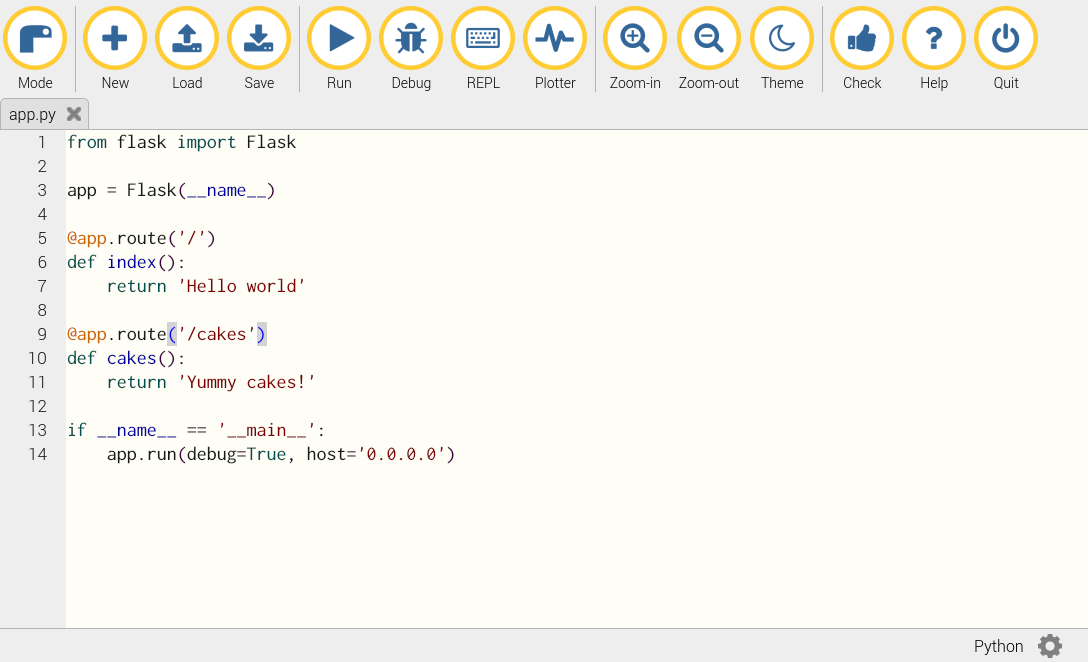 Mode New Load Save Run Debug REPL Plotter Zoom-in Zoom-out Theme Check Help Quit
app.py
1 from flask import Flask
2
3 app = Flask(__name__)
4
5 @app.route('/')
6 def index():
7     return 'Hello world'
8
9 @app.route('/cakes')
10 def cakes():
11     return 'Yummy cakes!'
12
13 if __name__ == '__main__':
14     app.run(debug=True, host='0.0.0.0')
Python